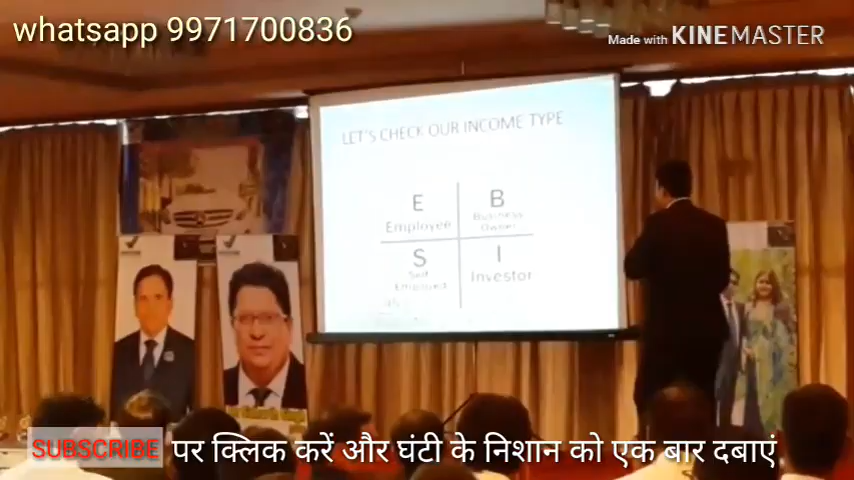 whatsapp 9971700836
Made with KINEMASTER
LET'S CHECK OUR INCOME TYPE
E
Employee
B
Business
Owner
S
Self
Employed
I
Investor
SUBSCRIBE पर क्लिक करें और घंटी के निशान को एक बार दबाएं